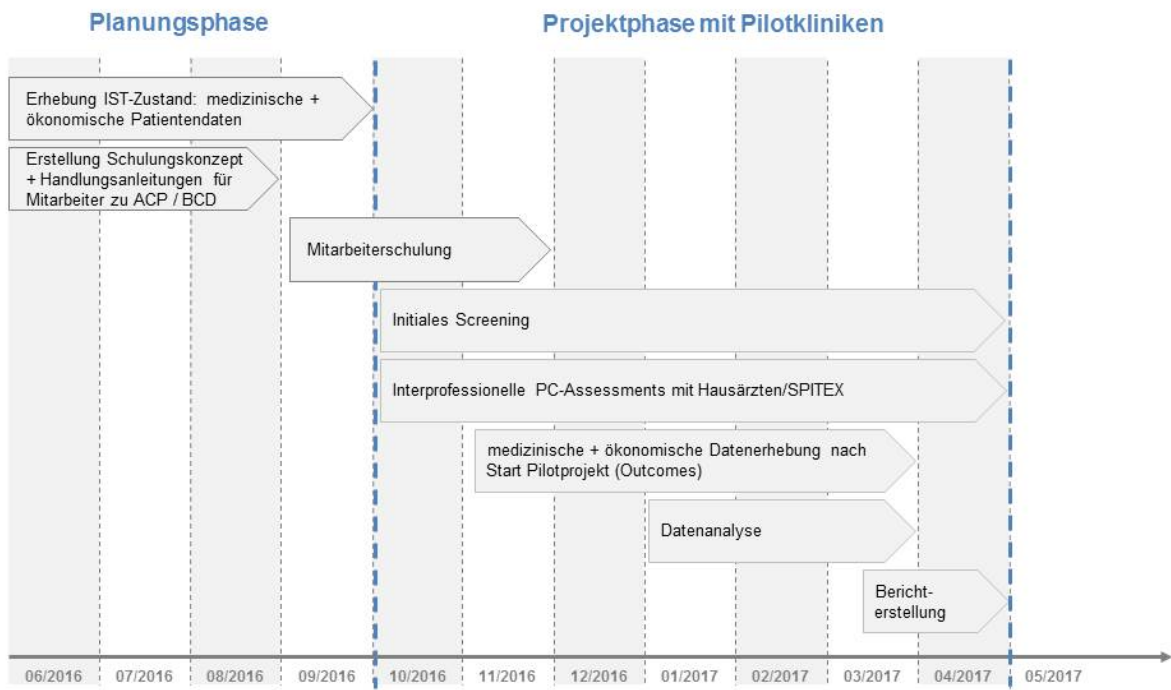 Planungsphase
Projektphase mit Pilotkliniken
Erhebung IST-Zustand: medizinische +
ökonomische Patientendaten
Erstellung Schulungskonzept
+ Handlungsanleitungen für
Mitarbeiter zu ACP / BCD
Mitarbeiterschulung
Initiales Screening
Interprofessionelle PC-Assessments mit Hausärzten/SPITEX
medizinische + ökonomische Datenerhebung nach
Start Pilotprojekt (Outcomes)
Datenanalyse
Bericht-
erstellung
06/2016 07/2016 08/2016 09/2016 10/2016 11/2016 12/2016 01/2017 02/2017 03/2017 04/2017 05/2017